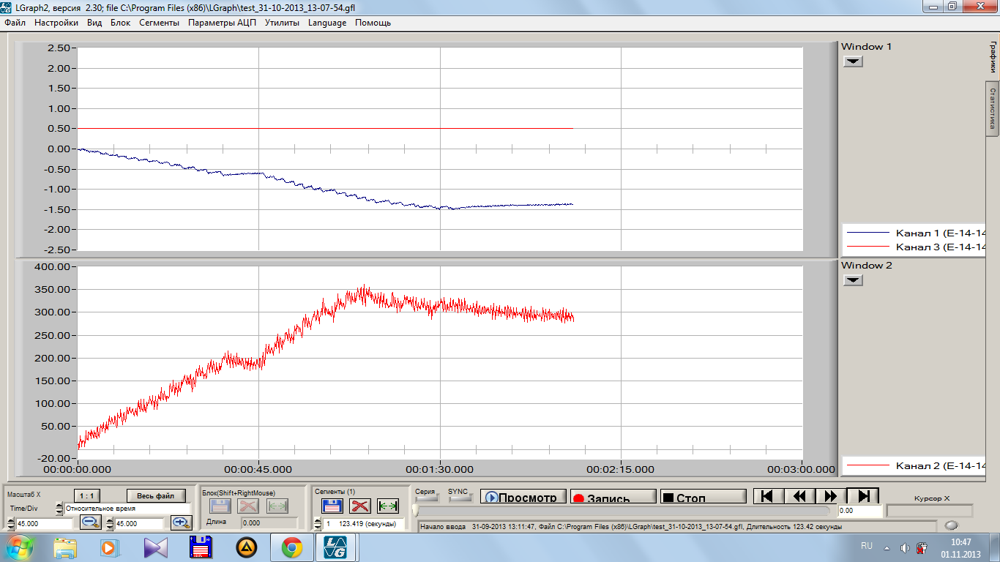 LGraph2, версия 2.30; file C:\Program Files (x86)\LGraph\test_31-10-2013_13-07-54.gfl
Файл Настройки Вид Блок Сегменты Параметры АЦП Утилиты Language Помощь
2.50
2.00
1.50
1.00
0.50
0.00
-0.50
-1.00
-1.50
-2.00
-2.50
Window 1
Графики
Статистика
Канал 1 (E-14-14
Канал 3 (E-14-14
400.00
350.00
300.00
250.00
200.00
150.00
100.00
50.00
-20.00
00:00:00.000 00:00:45.000 00:01:30.000 00:02:15.000 00:03:00.000
Window 2
Канал 2 (E-14-14
Масштаб X 1 : 1 Весь файл
Time/Div Относительное время
45.000 45.000
Блок(Shift+RightMouse)
Длина 0.000
Сегменты (1)
1 123.419 (секунды)
Серия SYNC Просмотр Запись Стоп
0.00
Курсор X
Начало ввода 31-09-2013 13:11:47, Файл C:\Program Files (x86)\LGraph\test_31-10-2013_13-07-54.gfl, Длительность 123.42 секунды
LG
RU
10:47
01.11.2013